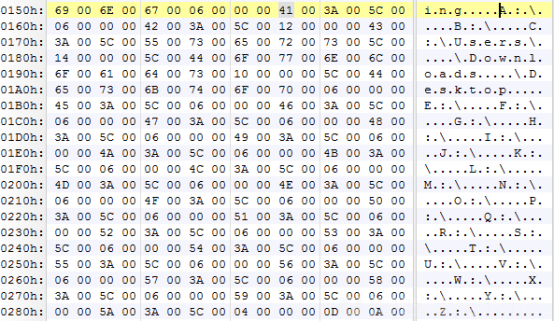 0150h: 69 00 6E 00 67 00 06 00 00 00 41 00 3A 00 5C 00 i.n.g.....A.:.\.
0160h: 06 00 00 00 42 00 3A 00 5C 00 12 00 00 00 43 00 ....B.:.\.....C.
0170h: 3A 00 5C 00 55 00 73 00 65 00 72 00 73 00 5C 00 :.\.U.s.e.r.s.\.
0180h: 14 00 00 00 5C 00 44 00 6F 00 77 00 6E 00 6C 00 ....\.D.o.w.n.l.
0190h: 6F 00 61 00 64 00 73 00 10 00 00 00 5C 00 44 00 o.a.d.s.....\.D.
01A0h: 65 00 73 00 6B 00 74 00 6F 00 70 00 06 00 00 00 e.s.k.t.o.p.....
01B0h: 45 00 3A 00 5C 00 06 00 00 00 46 00 3A 00 5C 00 E.:.\.....F.:.\.
01C0h: 06 00 00 00 47 00 3A 00 5C 00 06 00 00 00 48 00 ....G.:.\.....H.
01D0h: 3A 00 5C 00 06 00 00 00 49 00 3A 00 5C 00 06 00 :.\.....I.:.\...
01E0h: 00 00 4A 00 3A 00 5C 00 06 00 00 00 4B 00 3A 00 ..J.:.\.....K.:.
01F0h: 5C 00 06 00 00 00 4C 00 3A 00 5C 00 06 00 00 00 \.....L.:.\.....
0200h: 4D 00 3A 00 5C 00 06 00 00 00 4E 00 3A 00 5C 00 M.:.\.....N.:.\.
0210h: 06 00 00 00 4F 00 3A 00 5C 00 06 00 00 00 50 00 ....O.:.\.....P.
0220h: 3A 00 5C 00 06 00 00 00 51 00 3A 00 5C 00 06 00 :.\.....Q.:.\...
0230h: 00 00 52 00 3A 00 5C 00 06 00 00 00 53 00 3A 00 ..R.:.\.....S.:.
0240h: 5C 00 06 00 00 00 54 00 3A 00 5C 00 06 00 00 00 \.....T.:.\.....
0250h: 55 00 3A 00 5C 00 06 00 00 00 56 00 3A 00 5C 00 U.:.\.....V.:.\.
0260h: 06 00 00 00 57 00 3A 00 5C 00 06 00 00 00 58 00 ....W.:.\.....X.
0270h: 3A 00 5C 00 06 00 00 00 59 00 3A 00 5C 00 06 00 :.\.....Y.:.\...
0280h: 00 00 5A 00 3A 00 5C 00 04 00 00 00 0D 00 0A 00 ..Z.:.\.........